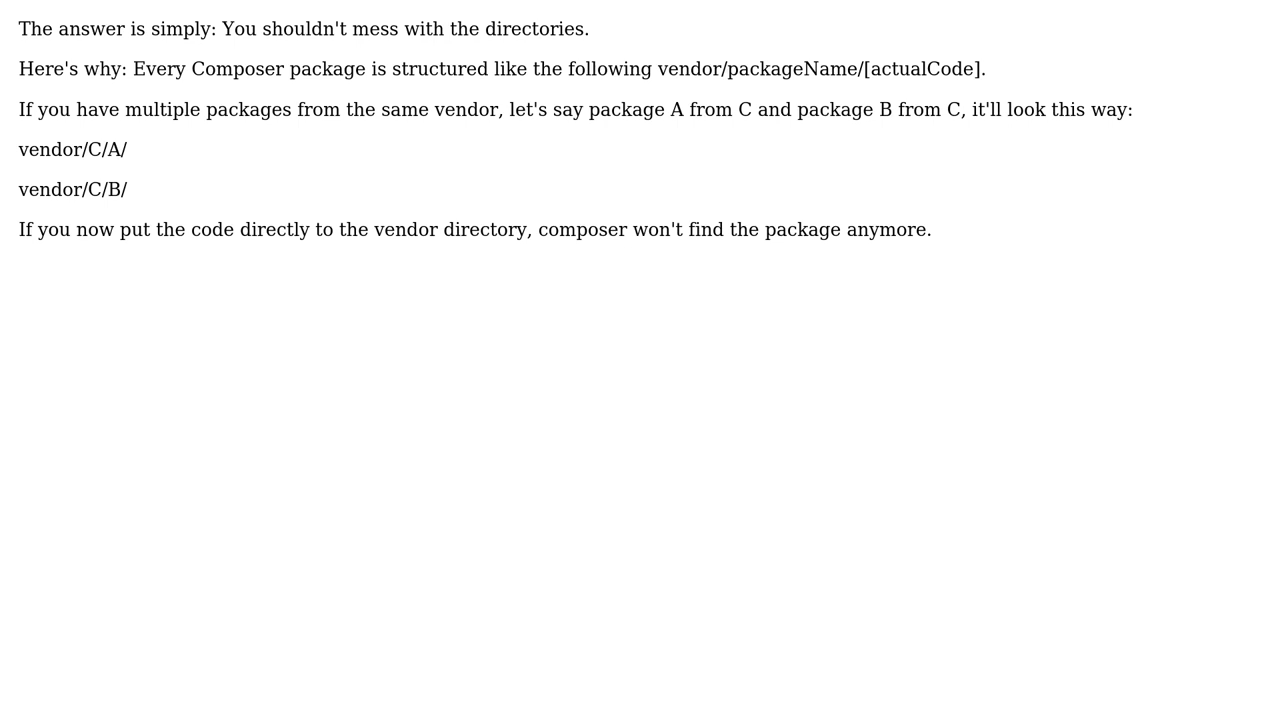 The answer is simply: You shouldn't mess with the directories.
Here's why: Every Composer package is structured like the following vendor/packageName/[actualCode].
If you have multiple packages from the same vendor, let's say package A from C and package B from C, it'll look this way:
vendor/C/A/
vendor/C/B/
If you now put the code directly to the vendor directory, composer won't find the package anymore.